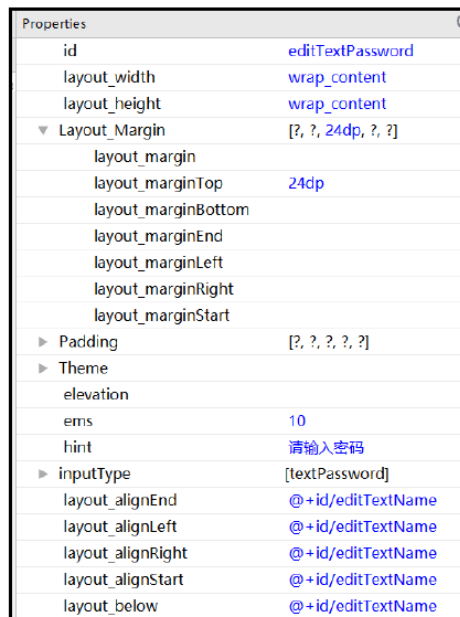 Properties
id editTextPassword
layout_width wrap_content
layout_height wrap_content
Layout_Margin [?, ?, 24dp, ?, ?]
layout_margin
layout_marginTop 24dp
layout_marginBottom
layout_marginEnd
layout_marginLeft
layout_marginRight
layout_marginStart
Padding [?, ?, ?, ?, ?]
Theme
elevation
ems 10
hint 请输入密码
inputType [textPassword]
layout_alignEnd @+id/editTextName
layout_alignLeft @+id/editTextName
layout_alignRight @+id/editTextName
layout_alignStart @+id/editTextName
layout_below @+id/editTextName